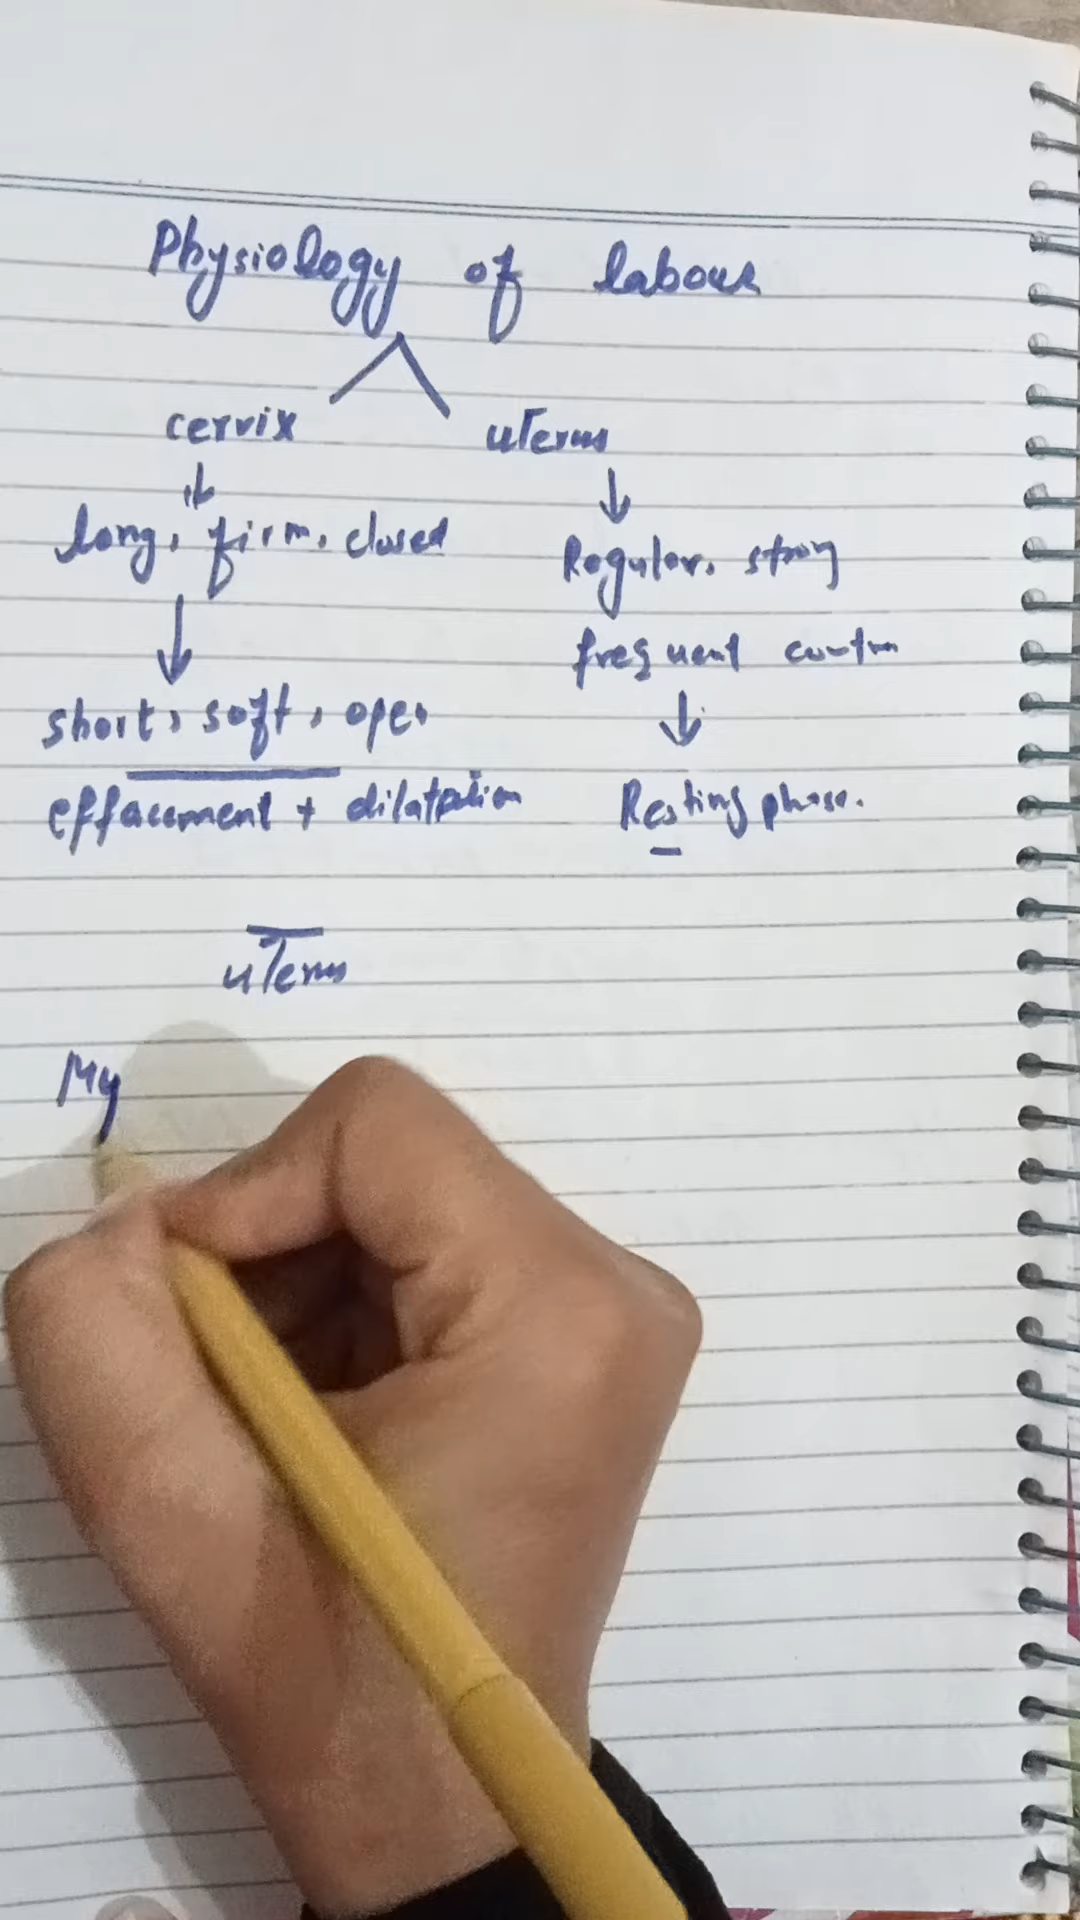 Physiology of labour
cervix
uterus
long, firm, closed
Regular, strong
frequent contrn
short, soft, open
Resting phase.
effacement + dilatation
uterus
My